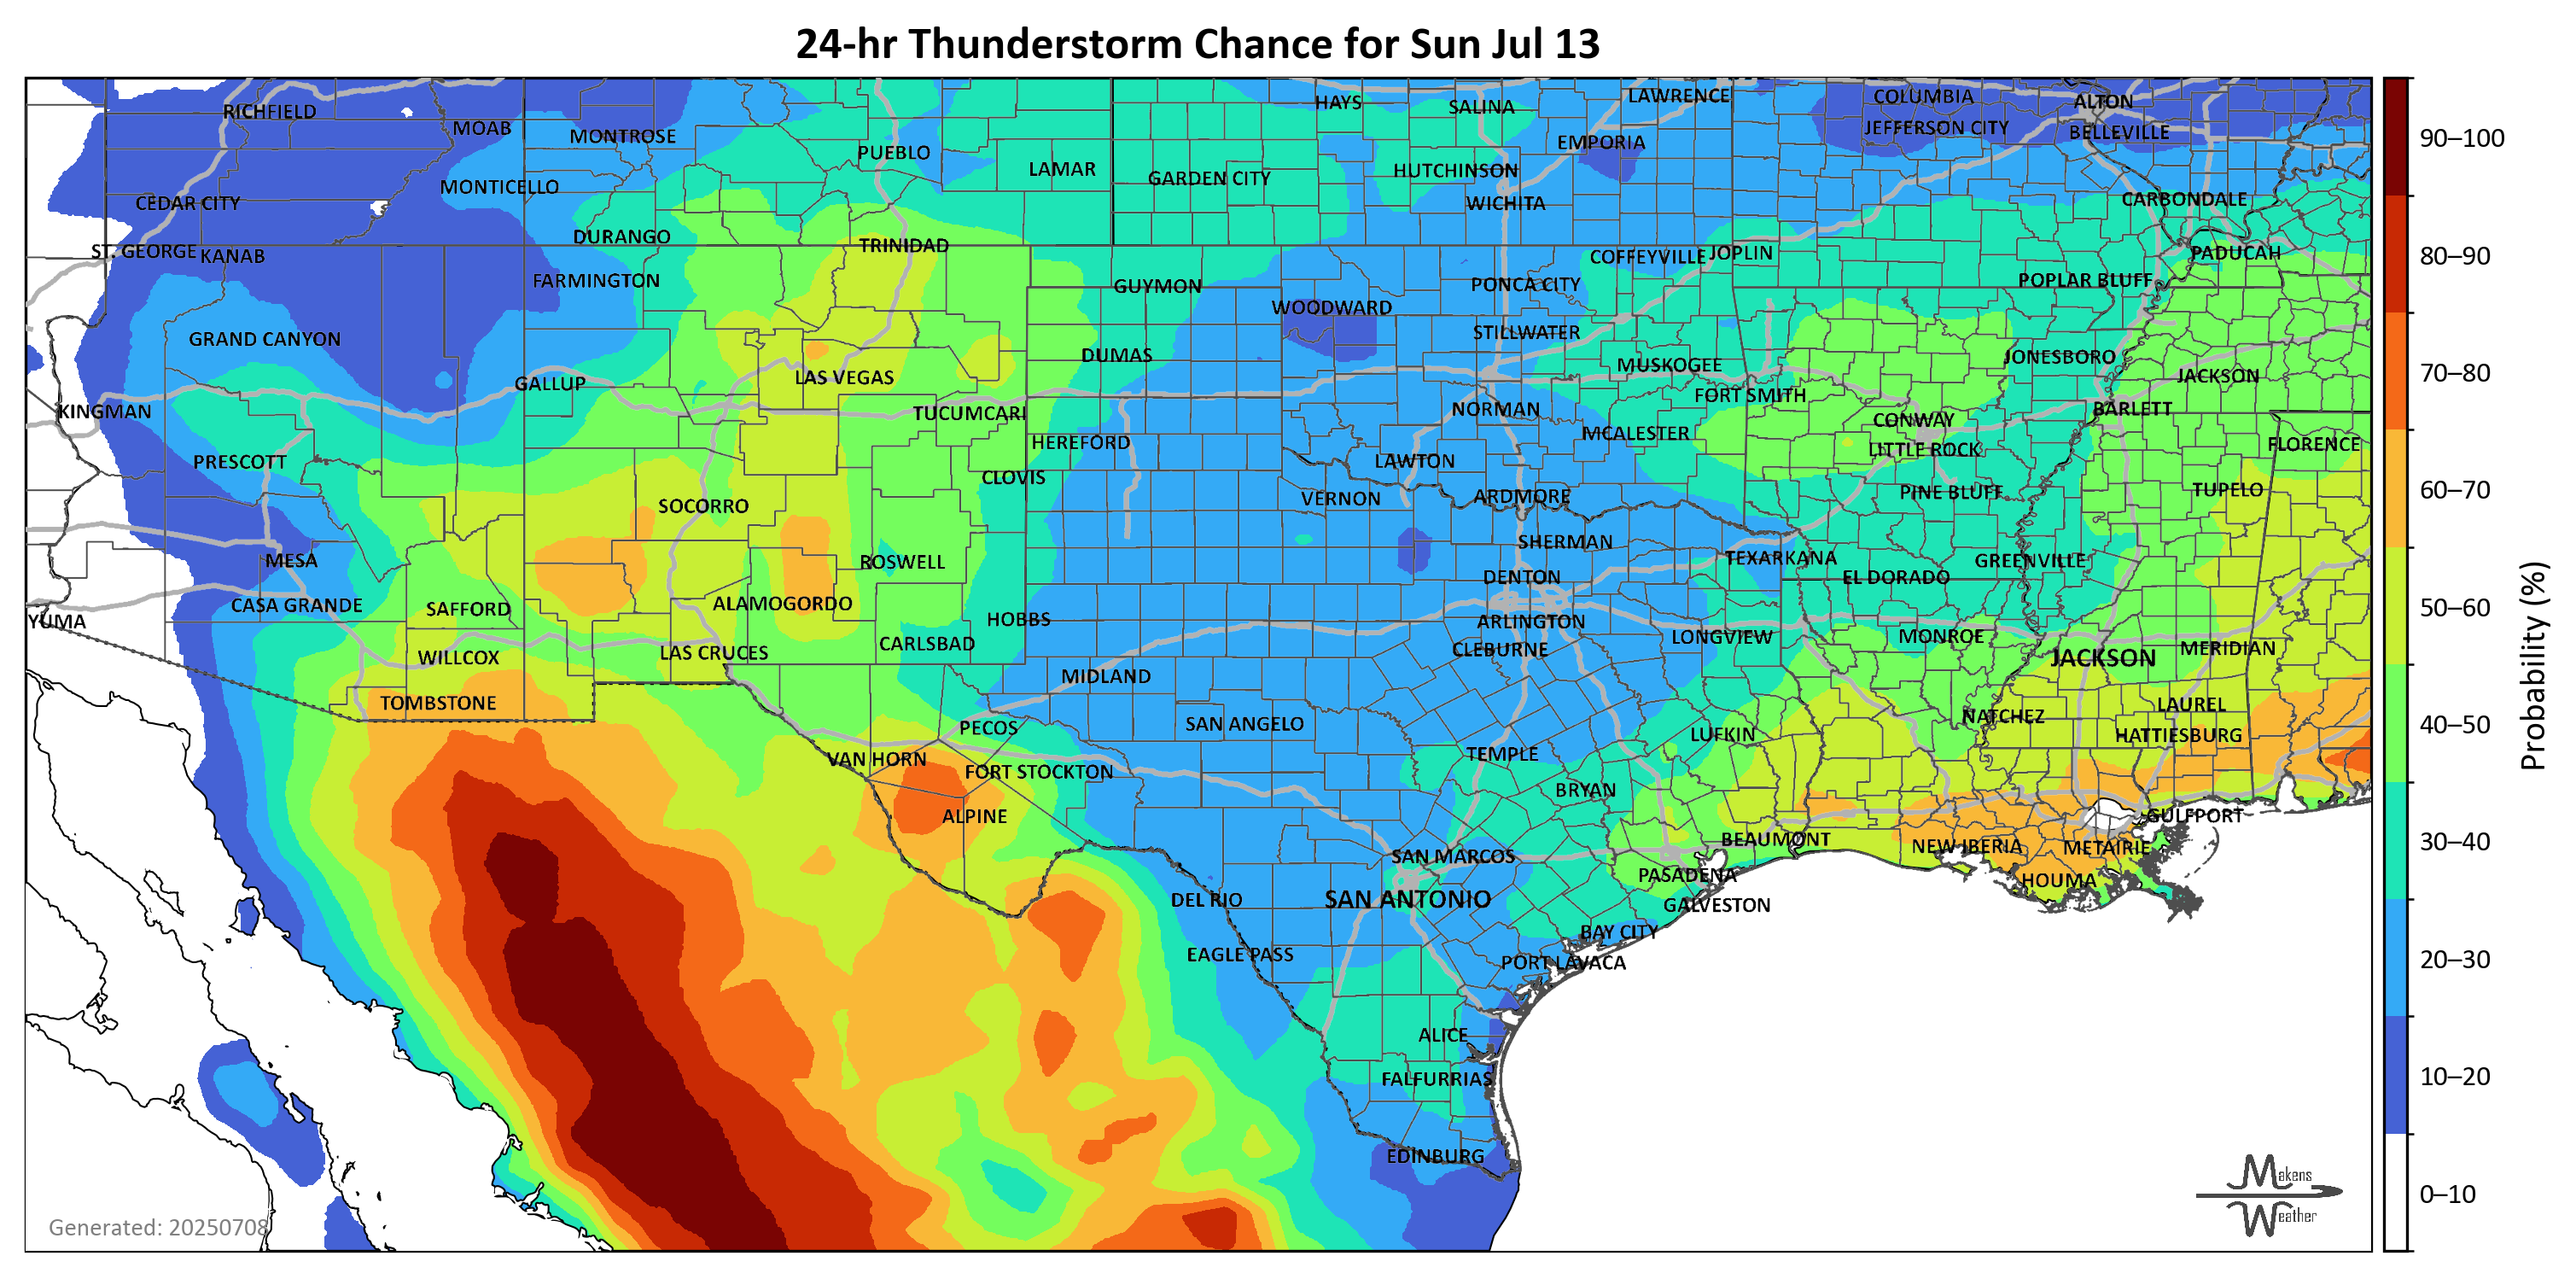 24-hr Thunderstorm Chance for Sun Jul 13
RICHFIELD
MOAB
MONTROSE
PUEBLO
LAMAR
HAYS
SALINA
LAWRENCE
COLUMBIA
ALTON
EMPORIA
JEFFERSON CITY
BELLEVILLE
GARDEN CITY
HUTCHINSON
MONTICELLO
CEDAR CITY
WICHITA
CARBONDALE
DURANGO
TRINIDAD
ST. GEORGE
KANAB
COFFEYVILLE
JOPLIN
PADUCAH
FARMINGTON
GUYMON
PONCA CITY
POPLAR BLUFF
WOODWARD
GRAND CANYON
STILLWATER
DUMAS
MUSKOGEE
JONESBORO
LAS VEGAS
GALLUP
JACKSON
FORT SMITH
KINGMAN
TUCUMCARI
NORMAN
BARLETT
CONWAY
HEREFORD
MCALESTER
LITTLE ROCK
FLORENCE
PRESCOTT
LAWTON
CLOVIS
SOCORRO
VERNON
ARDMORE
PINE BLUFF
TUPELO
MESA
ROSWELL
SHERMAN
TEXARKANA
GREENVILLE
DENTON
EL DORADO
CASA GRANDE
SAFFORD
ALAMOGORDO
YUMA
HOBBS
ARLINGTON
CARLSBAD
LONGVIEW
MONROE
WILLCOX
LAS CRUCES
CLEBURNE
JACKSON
MERIDIAN
MIDLAND
TOMBSTONE
LAUREL
PECOS
SAN ANGELO
NATCHEZ
LUFKIN
HATTIESBURG
VAN HORN
TEMPLE
FORT STOCKTON
BRYAN
ALPINE
GULFPORT
BEAUMONT
NEW IBERIA
METAIRIE
SAN MARCOS
PASADENA
HOUMA
DEL RIO
SAN ANTONIO
GALVESTON
BAY CITY
EAGLE PASS
PORT LAVACA
ALICE
FALFURRIAS
EDINBURG
Generated: 20250708
Makens
Weather
90–100
80–90
70–80
60–70
50–60
40–50
30–40
20–30
10–20
0–10
Probability (%)